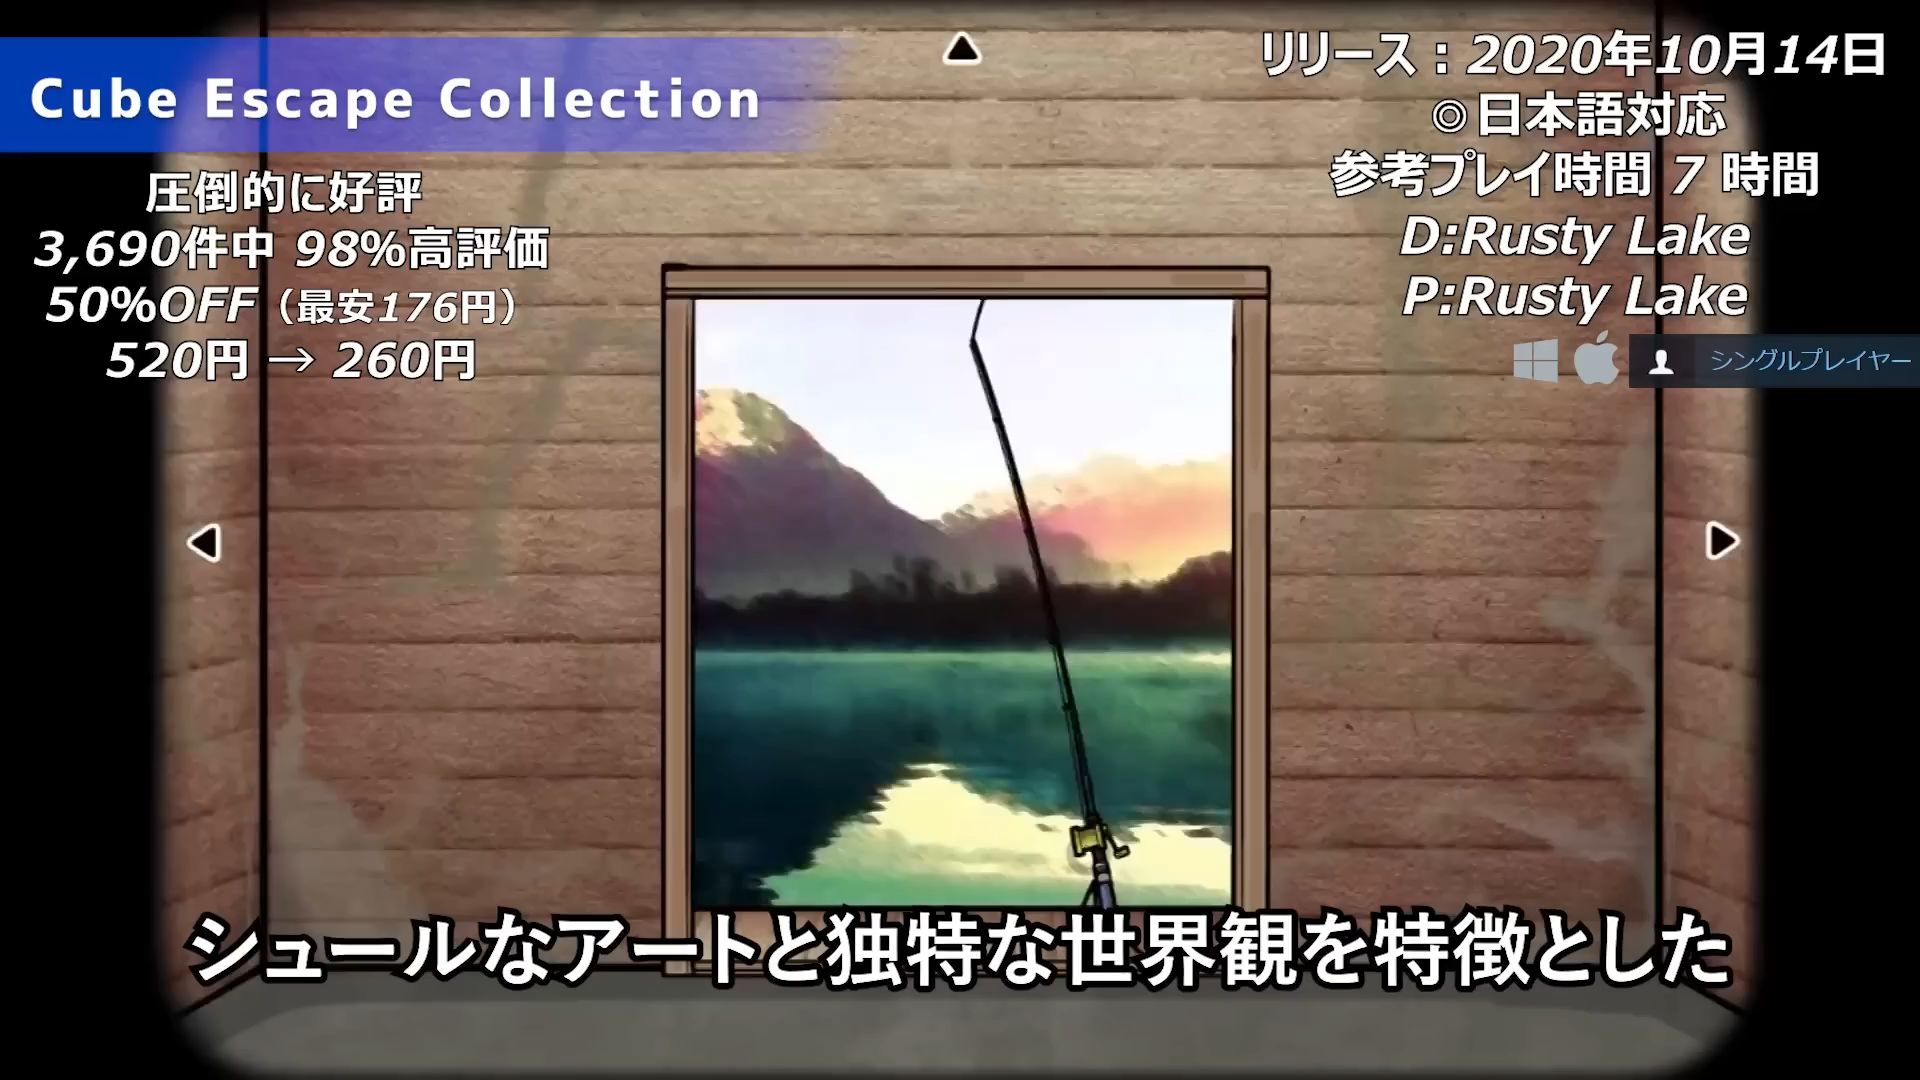 Cube Escape Collection
圧倒的に好評
3,690件中 98%高評価
50%OFF（最安176円）
520円 → 260円
リリース：2020年10月14日
◎日本語対応
参考プレイ時間 7 時間
D:Rusty Lake
P:Rusty Lake
シングルプレイヤー
シュールなアートと独特な世界観を特徴とした